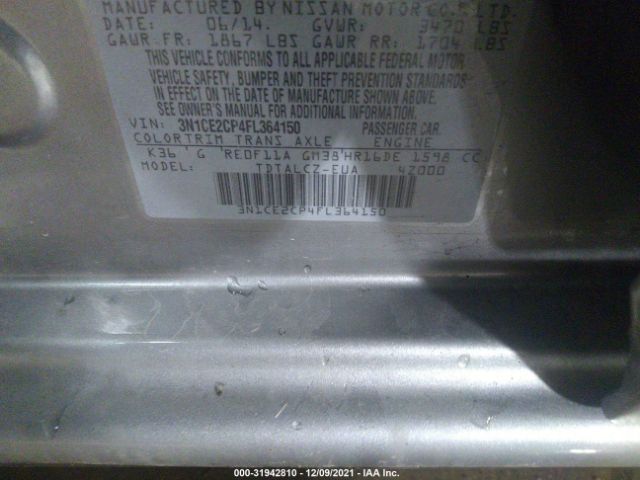 MANUFACTURED BY NISSAN MOTOR CO., LTD.
DATE: 06/14. GVWR: 3470 LBS
GAWR FR: 1867 LBS GAWR RR: 1704 LBS
THIS VEHICLE CONFORMS TO ALL APPLICABLE FEDERAL MOTOR
VEHICLE SAFETY, BUMPER AND THEFT PREVENTION STANDARDS
IN EFFECT ON THE DATE OF MANUFACTURE SHOWN ABOVE.
SEE OWNER'S MANUAL FOR ADDITIONAL INFORMATION.
VIN: 3N1CE2CP4FL364150 PASSENGER CAR.
COLOR TRIM TRANS AXLE ENGINE
K36 G RE0F11A GM38 HR16DE 1598 CC
MODEL: TDTALCZ-EUA 4Z000
3N1CE2CP4FL364150
000-31942810 - 12/09/2021 - IAA Inc.